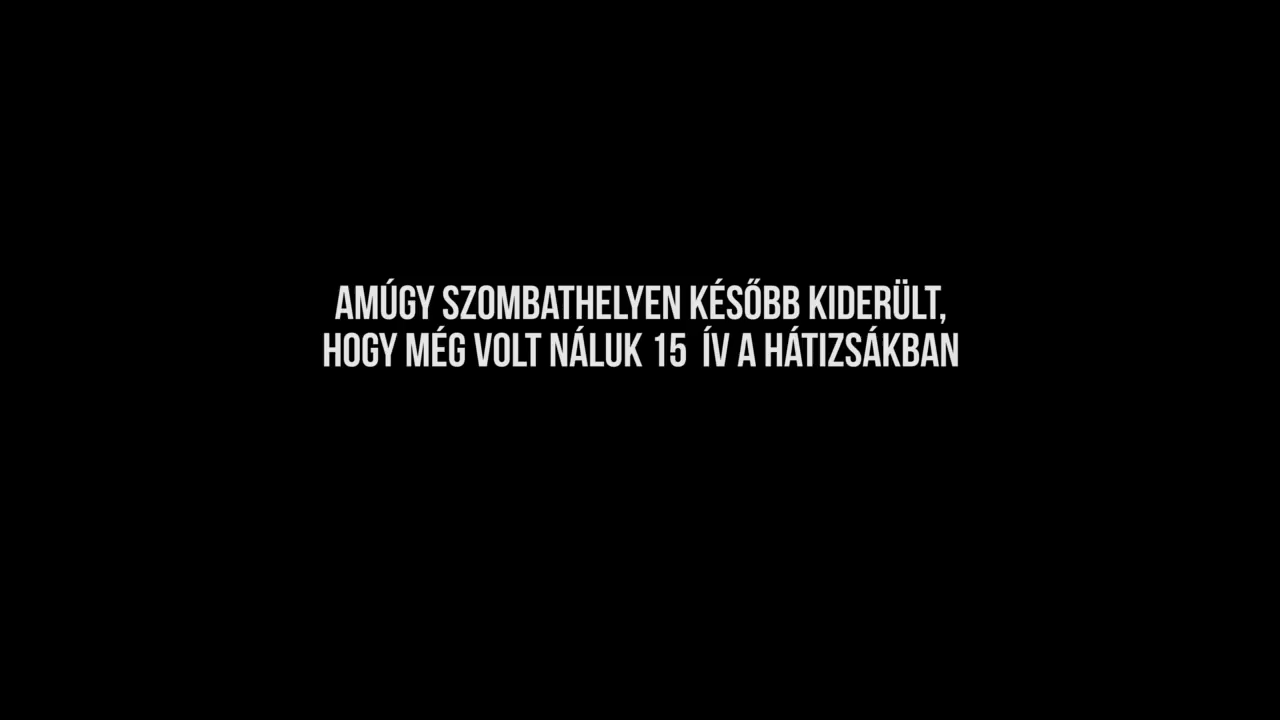 AMÚGY SZOMBATHELYEN KÉSŐBB KIDERÜLT,
HOGY MÉG VOLT NÁLUK 15  ÍV A HÁTIZSÁKBAN